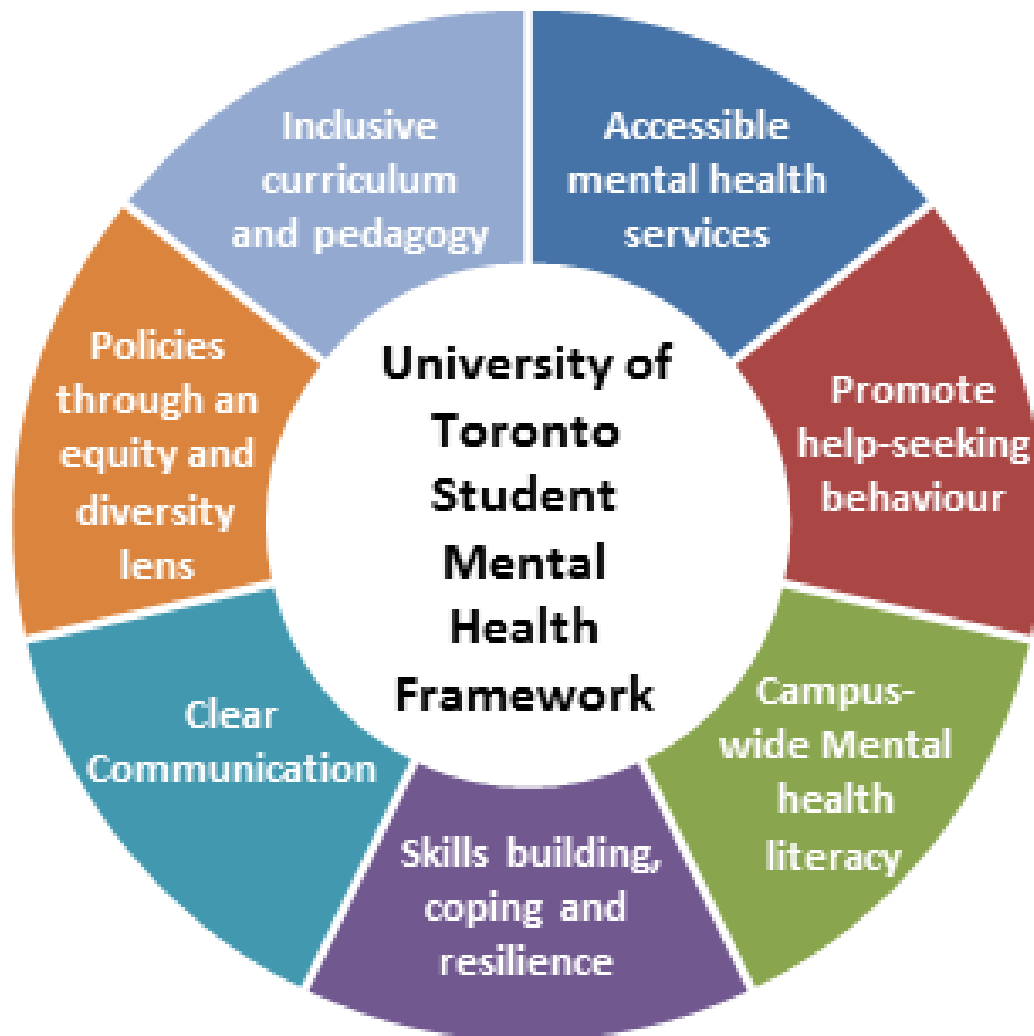 University of
Toronto
Student
Mental
Health
Framework
Accessible
mental health
services
Promote
help-seeking
behaviour
Campus-
wide Mental
health
literacy
Skills building,
coping and
resilience
Clear
Communication
Policies
through an
equity and
diversity
lens
Inclusive
curriculum
and pedagogy